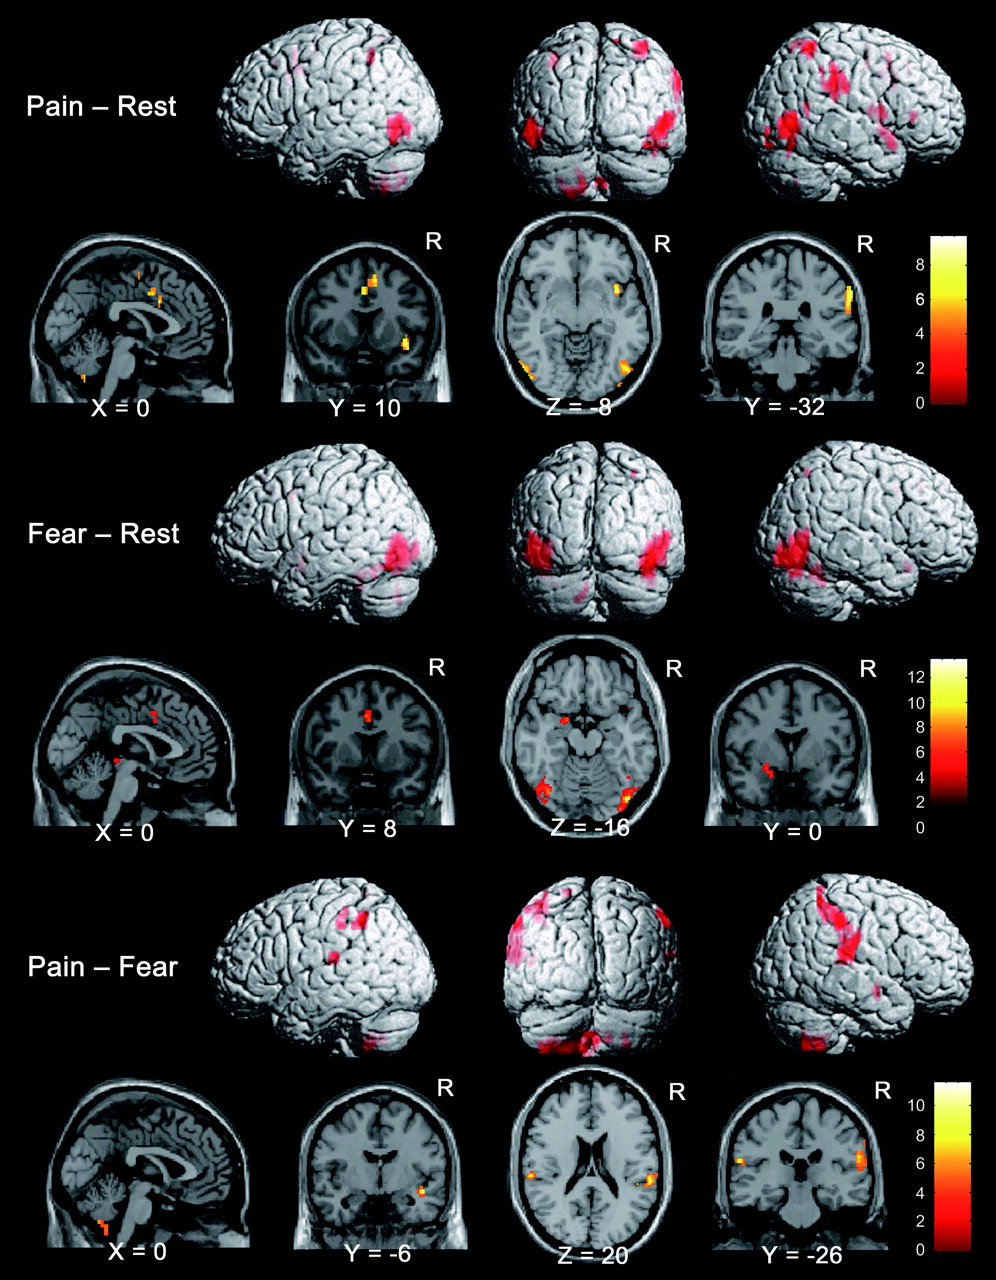 Pain – Rest
R
R
R
8
6
4
2
0
X = 0
Y = 10
Z = -8
Y = -32
Fear – Rest
R
R
R
12
10
8
6
4
2
0
X = 0
Y = 8
Z = -16
Y = 0
Pain – Fear
R
R
R
10
8
6
4
2
0
X = 0
Y = -6
Z = 20
Y = -26